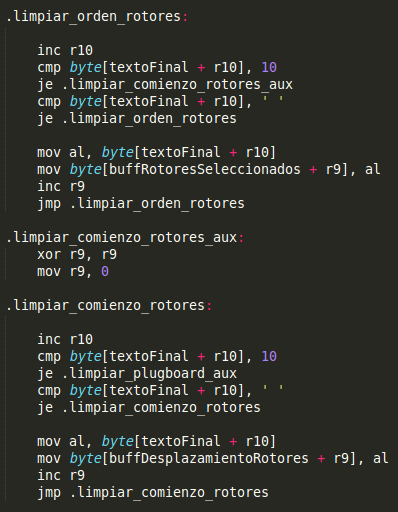 .limpiar_orden_rotores:
inc r10
cmp byte[textoFinal + r10], 10
je .limpiar_comienzo_rotores_aux
cmp byte[textoFinal + r10], ' '
je .limpiar_orden_rotores
mov al, byte[textoFinal + r10]
mov byte[buffRotoresSeleccionados + r9], al
inc r9
jmp .limpiar_orden_rotores
.limpiar_comienzo_rotores_aux:
xor r9, r9
mov r9, 0
.limpiar_comienzo_rotores:
inc r10
cmp byte[textoFinal + r10], 10
je .limpiar_plugboard_aux
cmp byte[textoFinal + r10], ' '
je .limpiar_comienzo_rotores
mov al, byte[textoFinal + r10]
mov byte[buffDesplazamientoRotores + r9], al
inc r9
jmp .limpiar_comienzo_rotores